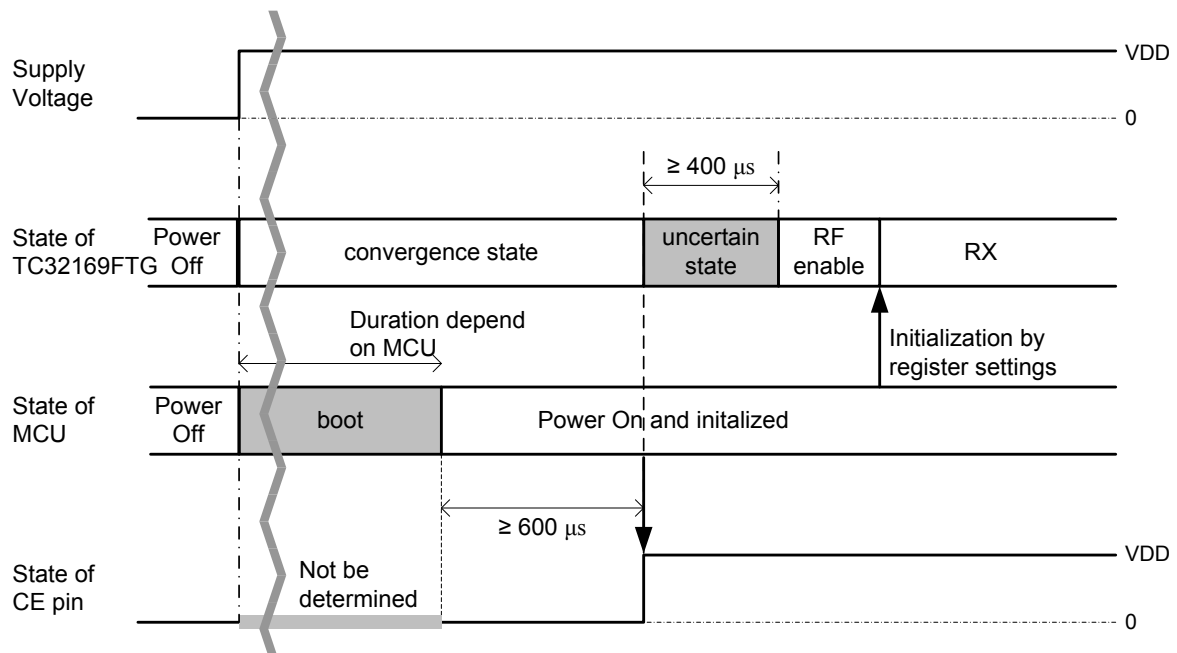 Supply
Voltage
VDD
0
≥ 400 μs
State of
TC32169FTG
Power
Off
convergence state
uncertain
state
RF
enable
RX
Duration depend
on MCU
Initialization by
register settings
State of
MCU
Power
Off
boot
Power On and initalized
≥ 600 μs
State of
CE pin
Not be
determined
VDD
0